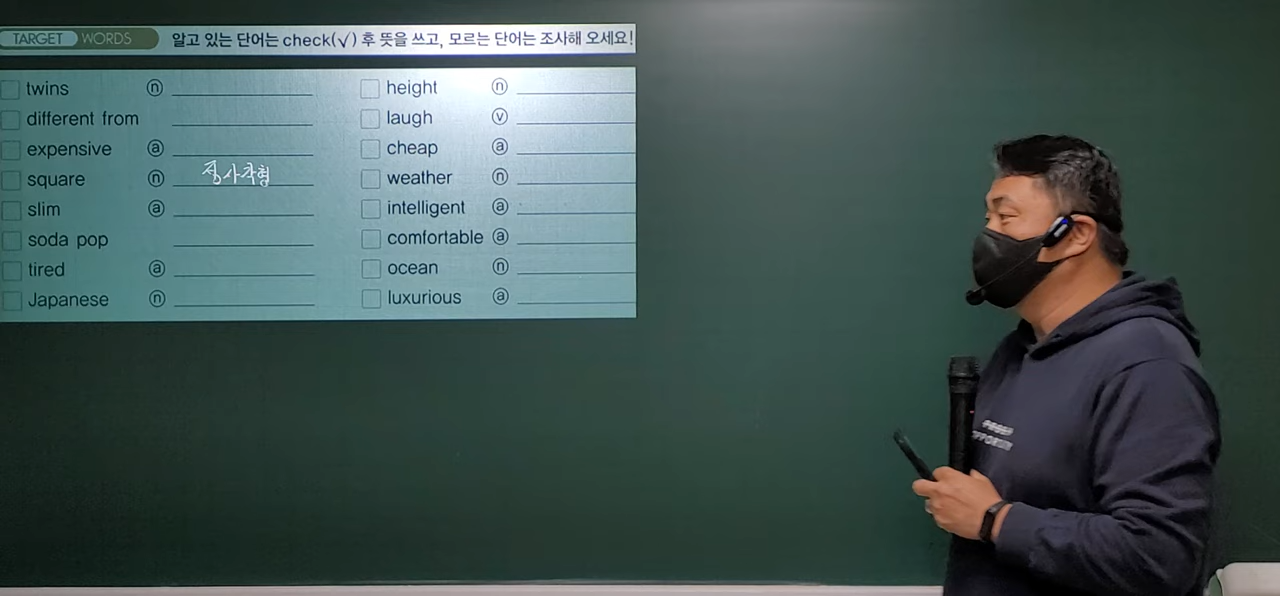 TARGET WORDS 알고 있는 단어는 check(√) 후 뜻을 쓰고, 모르는 단어는 조사해 오세요!
twins ⓝ
different from
expensive ⓐ
square ⓝ 정사각형
slim ⓐ
soda pop
tired ⓐ
Japanese ⓝ
height ⓝ
laugh ⓥ
cheap ⓐ
weather ⓝ
intelligent ⓐ
comfortable ⓐ
ocean ⓝ
luxurious ⓐ